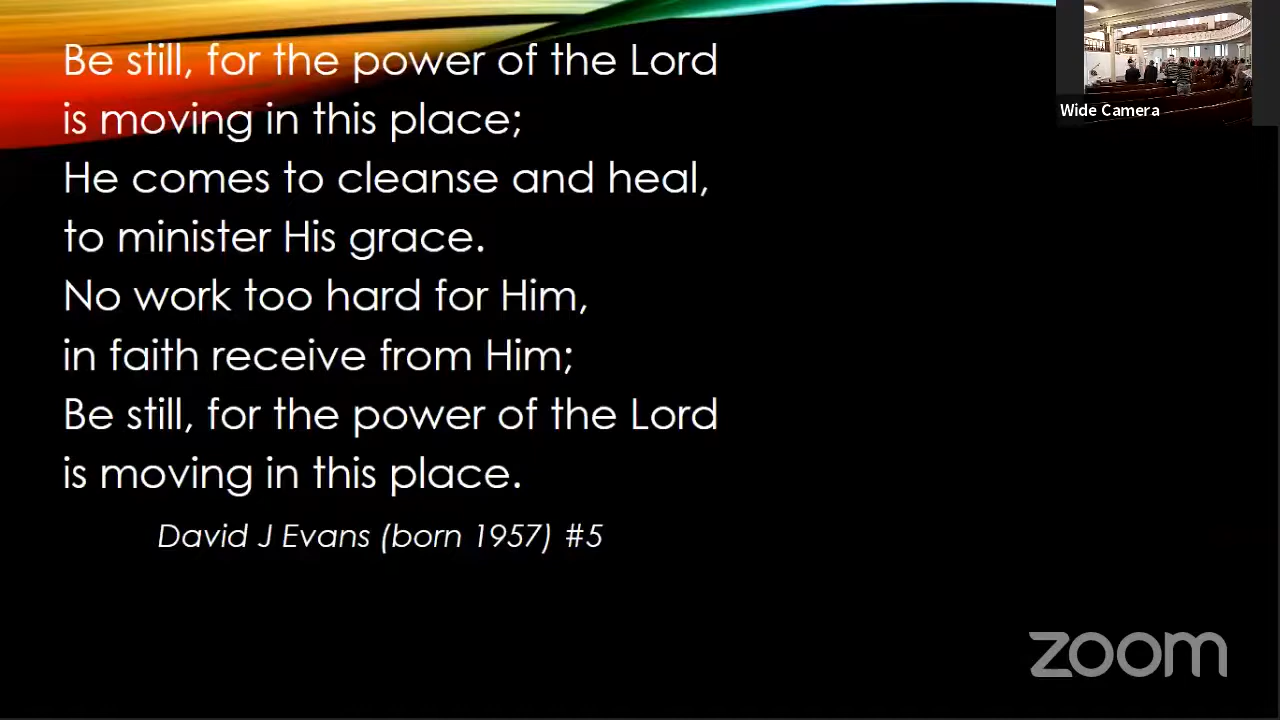 Be still, for the power of the Lord
is moving in this place;
He comes to cleanse and heal,
to minister His grace.
No work too hard for Him,
in faith receive from Him;
Be still, for the power of the Lord
is moving in this place.
David J Evans (born 1957) #5
Wide Camera
zoom